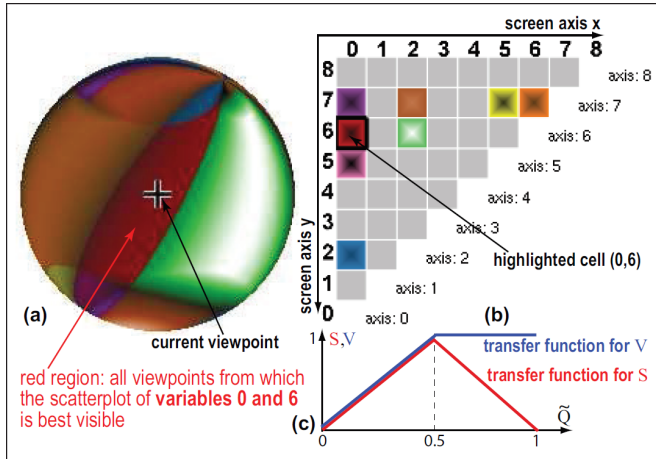 screen axis x
0 1 2 3 4 5 6 7 8
8 axis: 8
7 axis: 7
6 axis: 6
5 axis: 5
4 axis: 4
3 axis: 3
2 axis: 2
1 axis: 1
0 axis: 0
screen axis y
highlighted cell (0,6)
(a)
current viewpoint
red region: all viewpoints from which
the scatterplot of variables 0 and 6
is best visible
(b)
1 S,V
transfer function for V
transfer function for S
(c)
0 0.5 1 Q̃